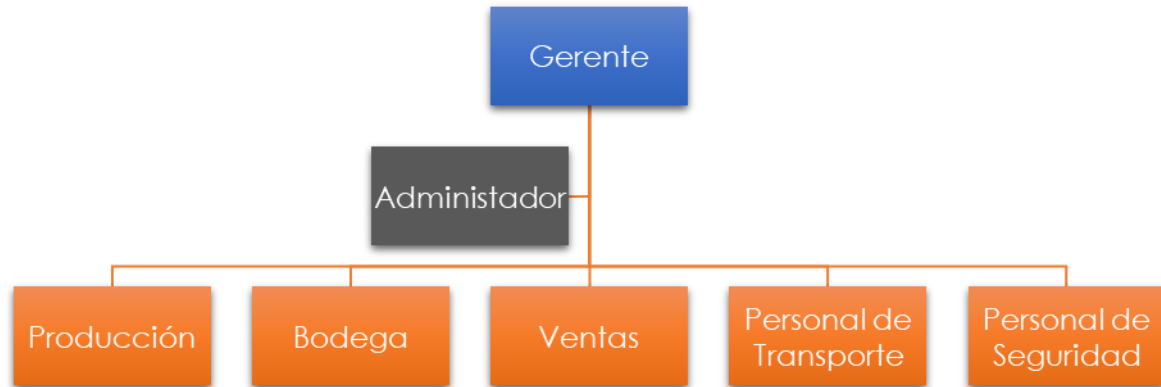 Gerente
Administador
Producción
Bodega
Ventas
Personal de
Transporte
Personal de
Seguridad